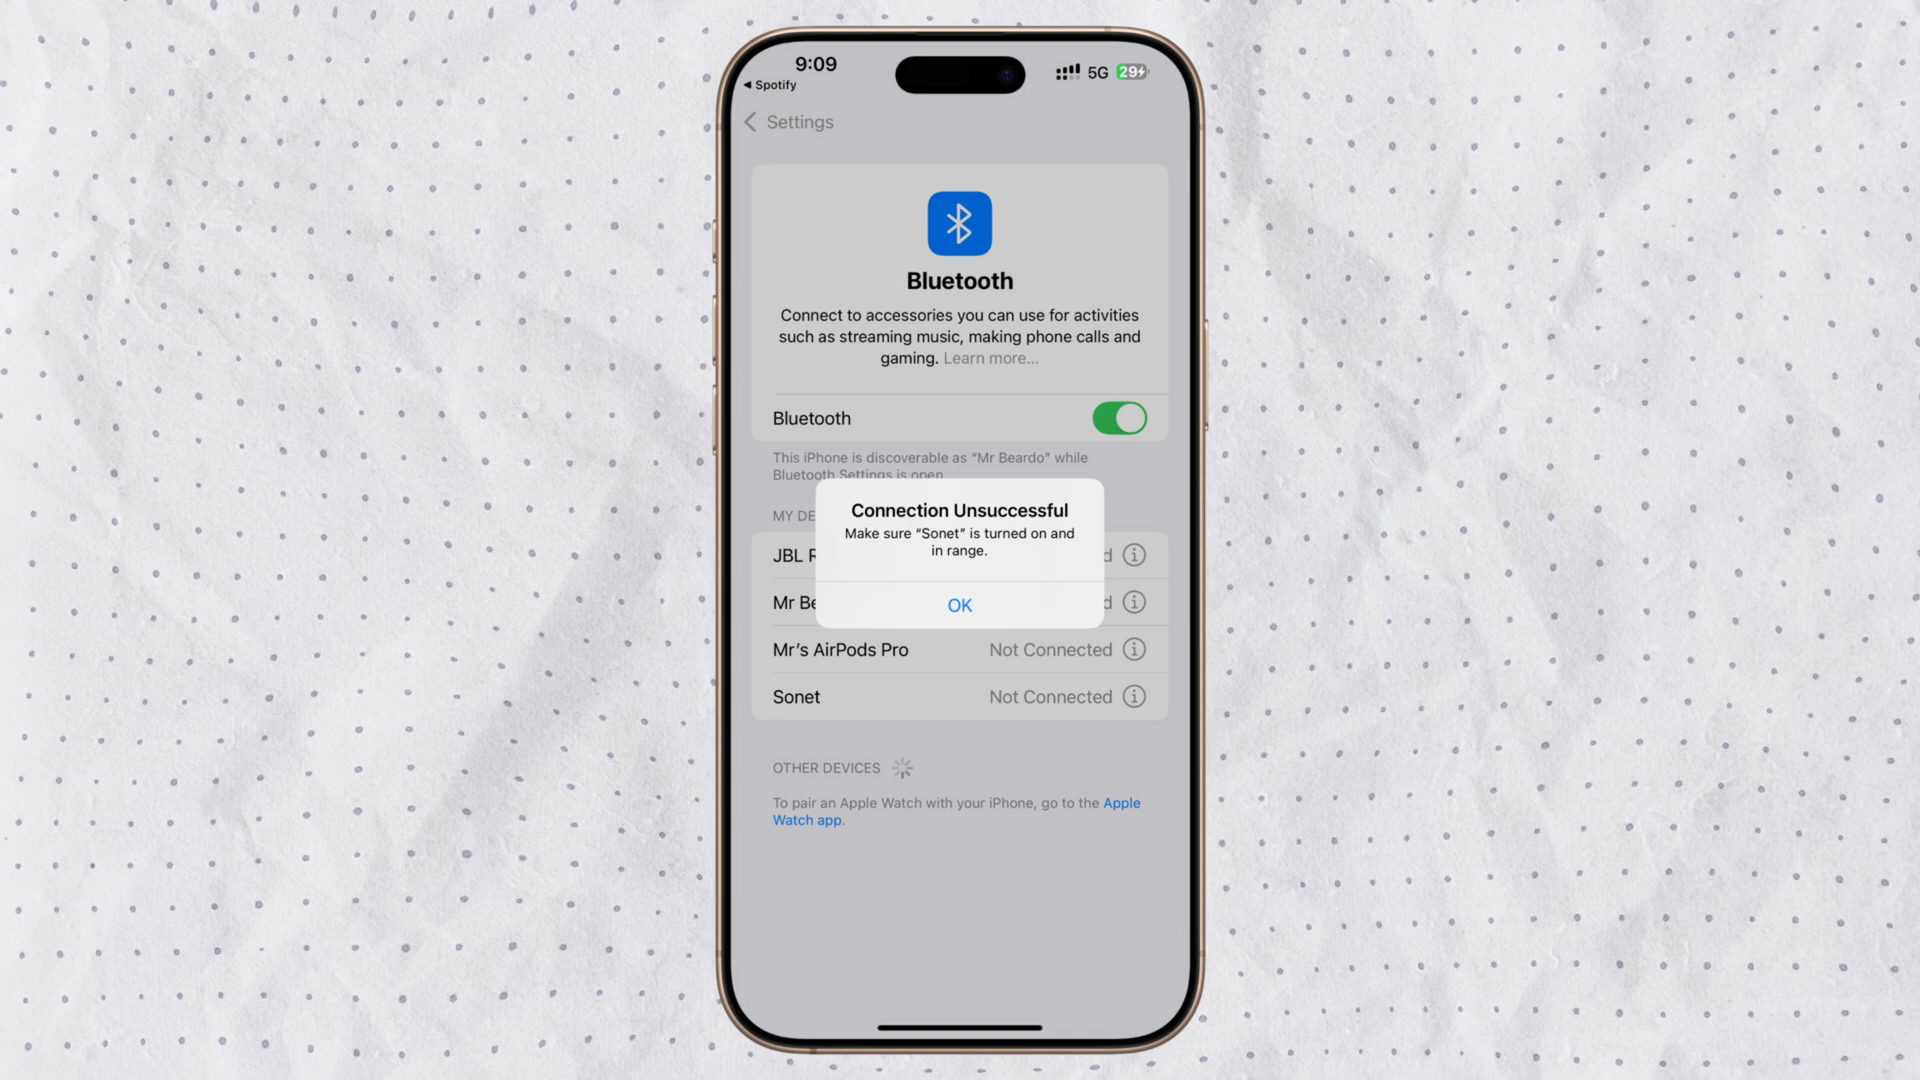 9:09
5G 29
◀ Spotify
Settings
Bluetooth
Connect to accessories you can use for activities
such as streaming music, making phone calls and
gaming. Learn more...
Bluetooth
This iPhone is discoverable as “Mr Beardo” while
Bluetooth Settings is open
Connection Unsuccessful
Make sure “Sonet” is turned on and
in range.
OK
MY
JBL
Mr
Mr’s AirPods Pro Not Connected
Sonet Not Connected
OTHER DEVICES
To pair an Apple Watch with your iPhone, go to the Apple
Watch app.